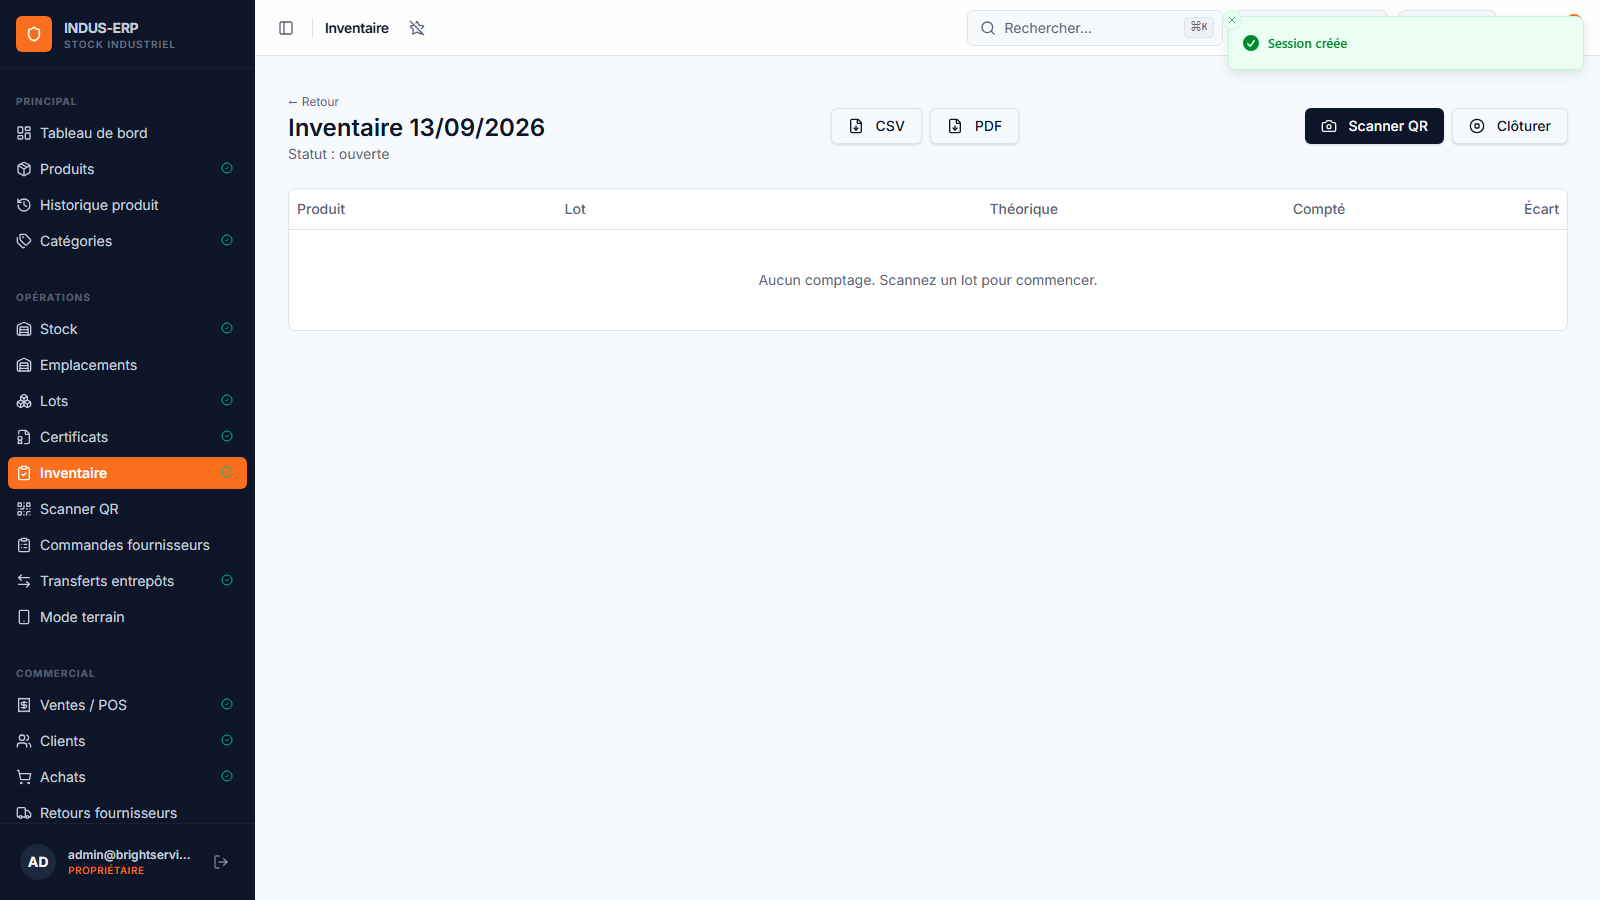 INDUS-ERP
STOCK INDUSTRIEL
PRINCIPAL
Tableau de bord
Produits
Historique produit
Catégories
OPÉRATIONS
Stock
Emplacements
Lots
Certificats
Inventaire
Scanner QR
Commandes fournisseurs
Transferts entrepôts
Mode terrain
COMMERCIAL
Ventes / POS
Clients
Achats
Retours fournisseurs
AD
admin@brightservi...
PROPRIÉTAIRE
Inventaire
Rechercher...
⌘K
Session créée
← Retour
Inventaire 13/09/2026
Statut : ouverte
CSV
PDF
Scanner QR
Clôturer
Produit Lot Théorique Compté Écart
Aucun comptage. Scannez un lot pour commencer.